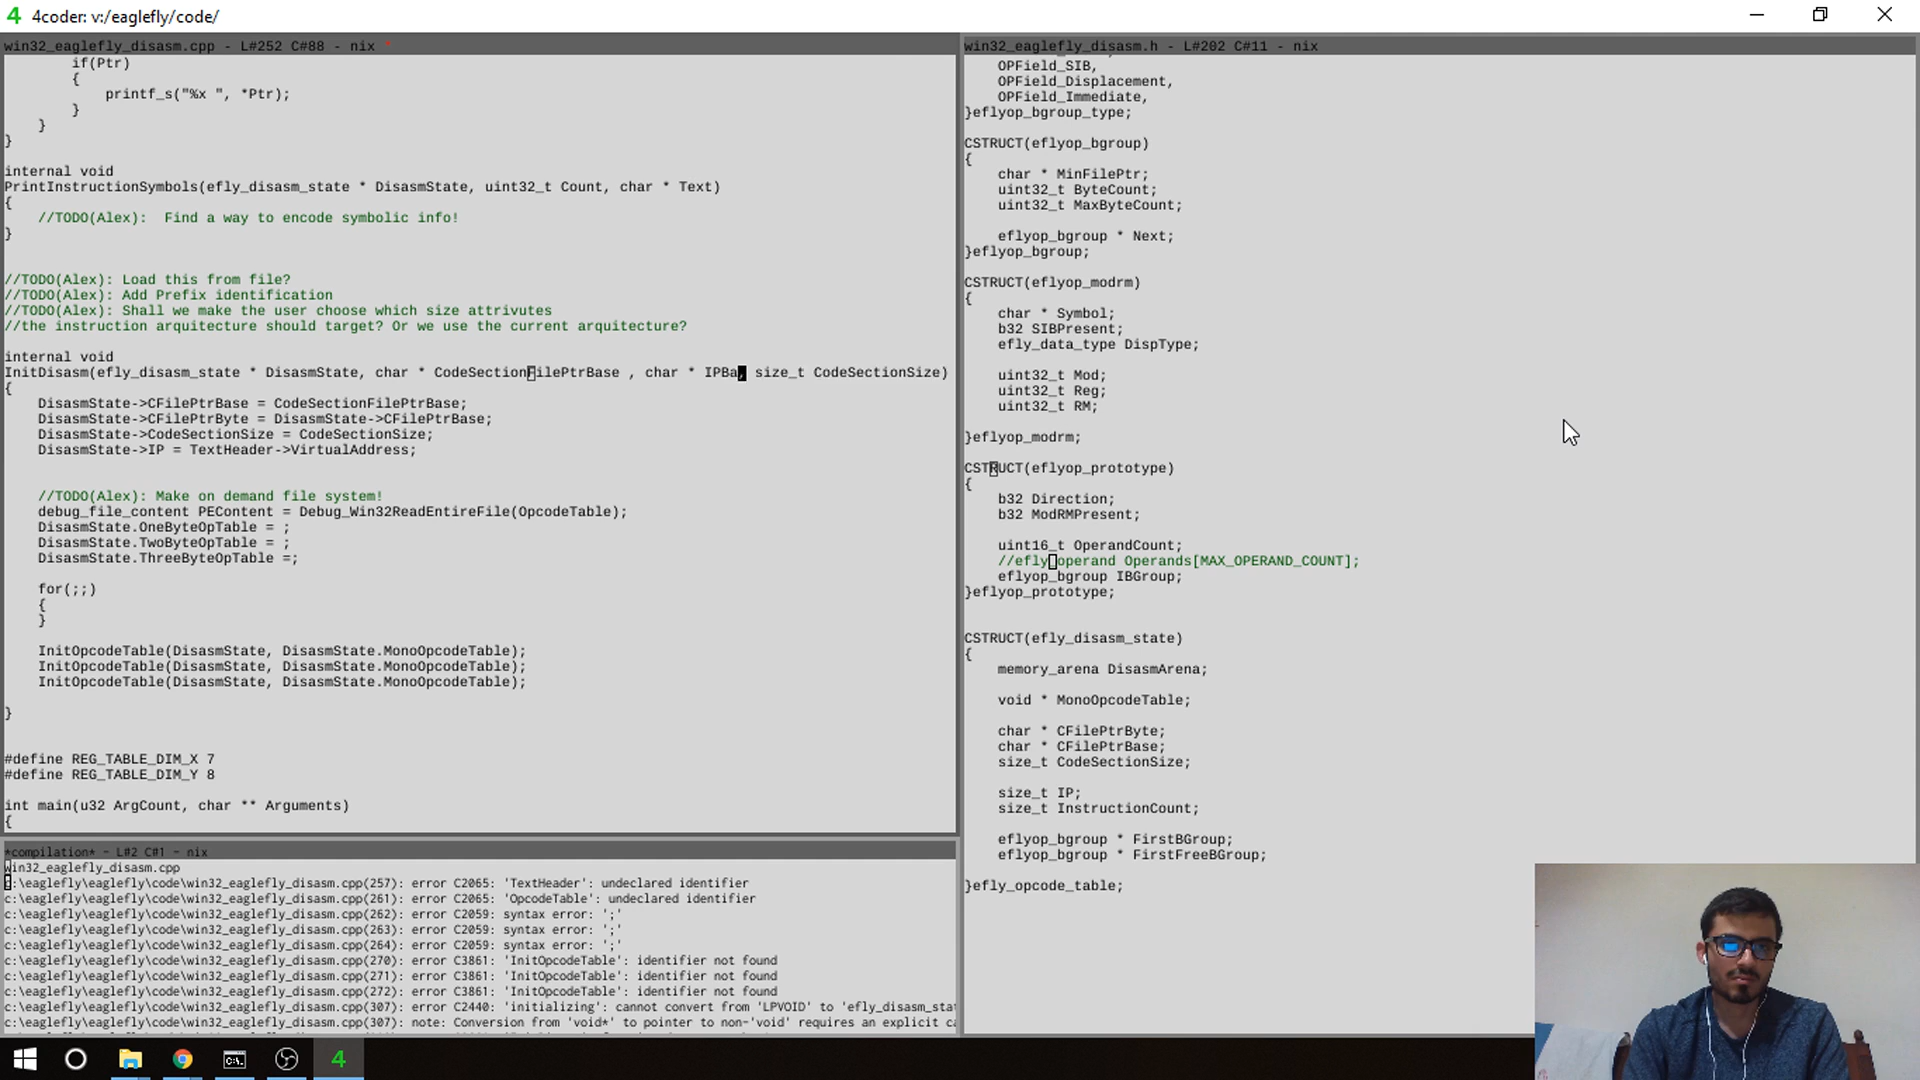 4 4coder: v:/eaglefly/code/
win32_eaglefly_disasm.cpp - L#252 C#88 - nix *
if(Ptr)
{
printf_s("%x ", *Ptr);
}
}
}
internal void
PrintInstructionSymbols(efly_disasm_state * DisasmState, uint32_t Count, char * Text)
{
//TODO(Alex):  Find a way to encode symbolic info!
}
//TODO(Alex): Load this from file?
//TODO(Alex): Add Prefix identification
//TODO(Alex): Shall we make the user choose which size attrivutes
//the instruction arquitecture should target? Or we use the current arquitecture?
internal void
InitDisasm(efly_disasm_state * DisasmState, char * CodeSectionFilePtrBase , char * IPBa, size_t CodeSectionSize)
{
DisasmState->CFilePtrBase = CodeSectionFilePtrBase;
DisasmState->CFilePtrByte = DisasmState->CFilePtrBase;
DisasmState->CodeSectionSize = CodeSectionSize;
DisasmState->IP = TextHeader->VirtualAddress;
//TODO(Alex): Make on demand file system!
debug_file_content PEContent = Debug_Win32ReadEntireFile(OpcodeTable);
DisasmState.OneByteOpTable = ;
DisasmState.TwoByteOpTable = ;
DisasmState.ThreeByteOpTable =;
for(;;)
{
}
InitOpcodeTable(DisasmState, DisasmState.MonoOpcodeTable);
InitOpcodeTable(DisasmState, DisasmState.MonoOpcodeTable);
InitOpcodeTable(DisasmState, DisasmState.MonoOpcodeTable);
}
#define REG_TABLE_DIM_X 7
#define REG_TABLE_DIM_Y 8
int main(u32 ArgCount, char ** Arguments)
{
*compilation* - L#2 C#1 - nix
win32_eaglefly_disasm.cpp
c:\eaglefly\eaglefly\code\win32_eaglefly_disasm.cpp(257): error C2065: 'TextHeader': undeclared identifier
c:\eaglefly\eaglefly\code\win32_eaglefly_disasm.cpp(261): error C2065: 'OpcodeTable': undeclared identifier
c:\eaglefly\eaglefly\code\win32_eaglefly_disasm.cpp(262): error C2059: syntax error: ';'
c:\eaglefly\eaglefly\code\win32_eaglefly_disasm.cpp(263): error C2059: syntax error: ';'
c:\eaglefly\eaglefly\code\win32_eaglefly_disasm.cpp(264): error C2059: syntax error: ';'
c:\eaglefly\eaglefly\code\win32_eaglefly_disasm.cpp(270): error C3861: 'InitOpcodeTable': identifier not found
c:\eaglefly\eaglefly\code\win32_eaglefly_disasm.cpp(271): error C3861: 'InitOpcodeTable': identifier not found
c:\eaglefly\eaglefly\code\win32_eaglefly_disasm.cpp(272): error C3861: 'InitOpcodeTable': identifier not found
c:\eaglefly\eaglefly\code\win32_eaglefly_disasm.cpp(307): error C2440: 'initializing': cannot convert from 'LPVOID' to 'efly_disasm_sta
c:\eaglefly\eaglefly\code\win32_eaglefly_disasm.cpp(307): note: Conversion from 'void*' to pointer to non-'void' requires an explicit ca
win32_eaglefly_disasm.h - L#202 C#11 - nix
OPField_SIB,
OPField_Displacement,
OPField_Immediate,
}eflyop_bgroup_type;
CSTRUCT(eflyop_bgroup)
{
char * MinFilePtr;
uint32_t ByteCount;
uint32_t MaxByteCount;
eflyop_bgroup * Next;
}eflyop_bgroup;
CSTRUCT(eflyop_modrm)
{
char * Symbol;
b32 SIBPresent;
efly_data_type DispType;
uint32_t Mod;
uint32_t Reg;
uint32_t RM;
}eflyop_modrm;
CSTRUCT(eflyop_prototype)
{
b32 Direction;
b32 ModRMPresent;
uint16_t OperandCount;
//efly_operand Operands[MAX_OPERAND_COUNT];
eflyop_bgroup IBGroup;
}eflyop_prototype;
CSTRUCT(efly_disasm_state)
{
memory_arena DisasmArena;
void * MonoOpcodeTable;
char * CFilePtrByte;
char * CFilePtrBase;
size_t CodeSectionSize;
size_t IP;
size_t InstructionCount;
eflyop_bgroup * FirstBGroup;
eflyop_bgroup * FirstFreeBGroup;
}efly_opcode_table;
4